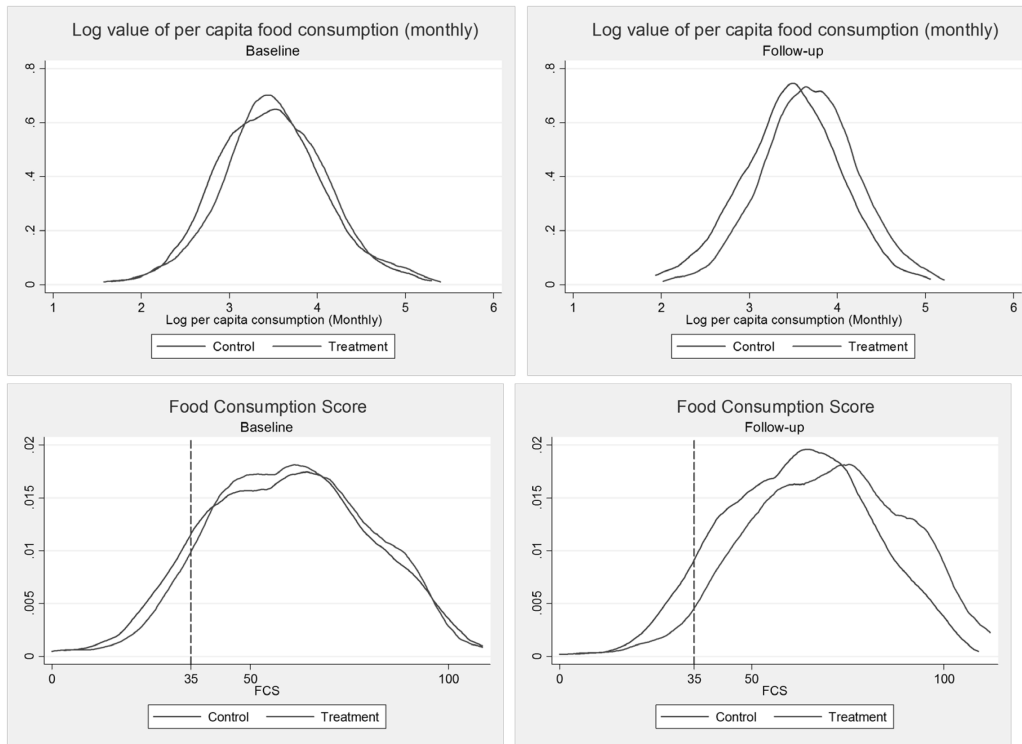 Log value of per capita food consumption (monthly)
Baseline
.8
.6
.4
.2
0
1 2 3 4 5 6
Log per capita consumption (Monthly)
Control Treatment
Log value of per capita food consumption (monthly)
Follow-up
.8
.6
.4
.2
0
1 2 3 4 5 6
Log per capita consumption (Monthly)
Control Treatment
Food Consumption Score
Baseline
.02
.015
.01
.005
0
0 35 50 100
FCS
Control Treatment
Food Consumption Score
Follow-up
.02
.015
.01
.005
0
0 35 50 100
FCS
Control Treatment